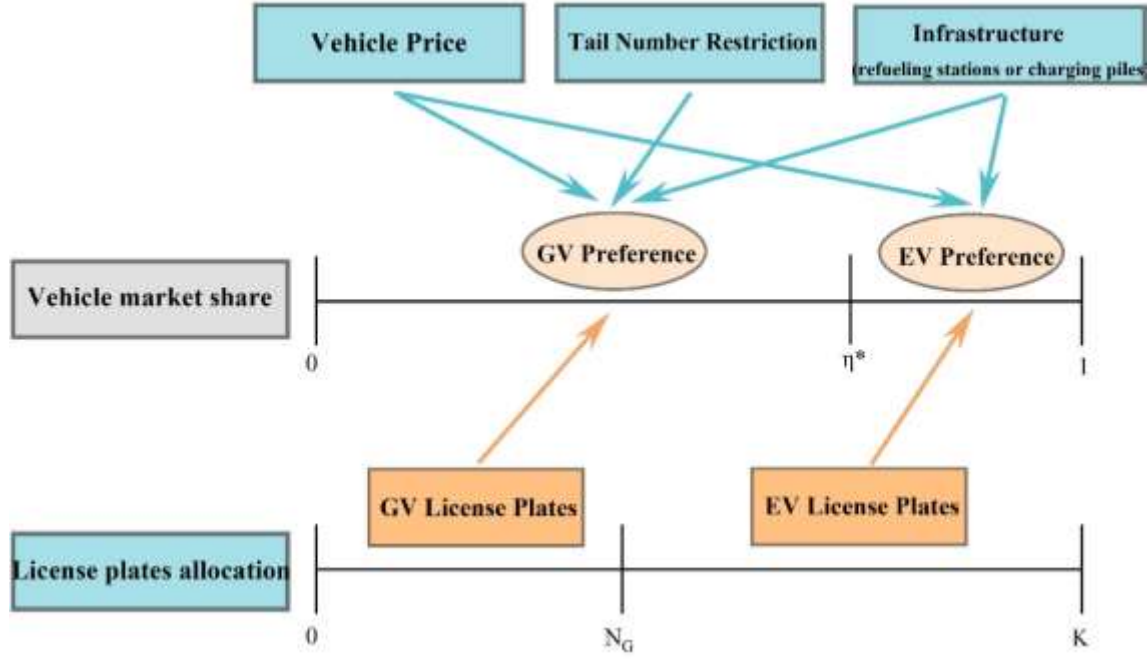 Vehicle Price
Tail Number Restriction
Infrastructure
(refueling stations or charging piles)
GV Preference
EV Preference
Vehicle market share
0
η*
1
GV License Plates
EV License Plates
License plates allocation
0
N_G
K